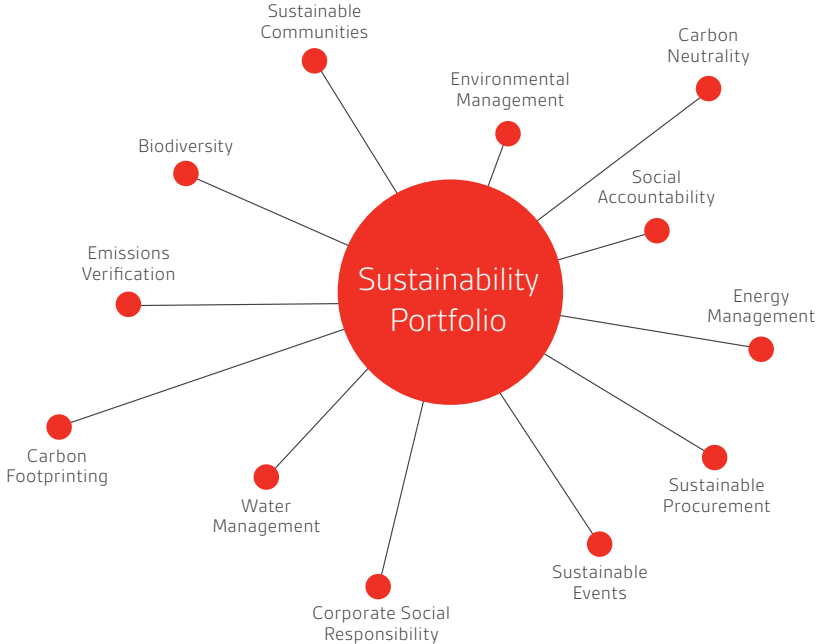 Sustainable
Communities
Carbon
Neutrality
Environmental
Management
Biodiversity
Social
Accountability
Emissions
Verification
Sustainability
Portfolio
Energy
Management
Carbon
Footprinting
Sustainable
Procurement
Water
Management
Sustainable
Events
Corporate Social
Responsibility